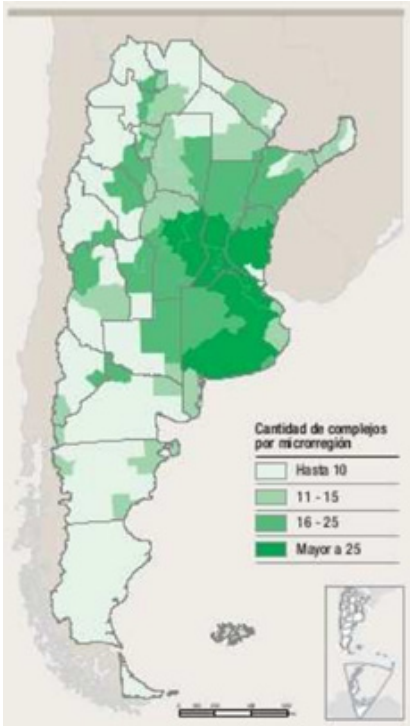 Cantidad de complejos
por microrregión
Hasta 10
11 - 15
16 - 25
Mayor a 25